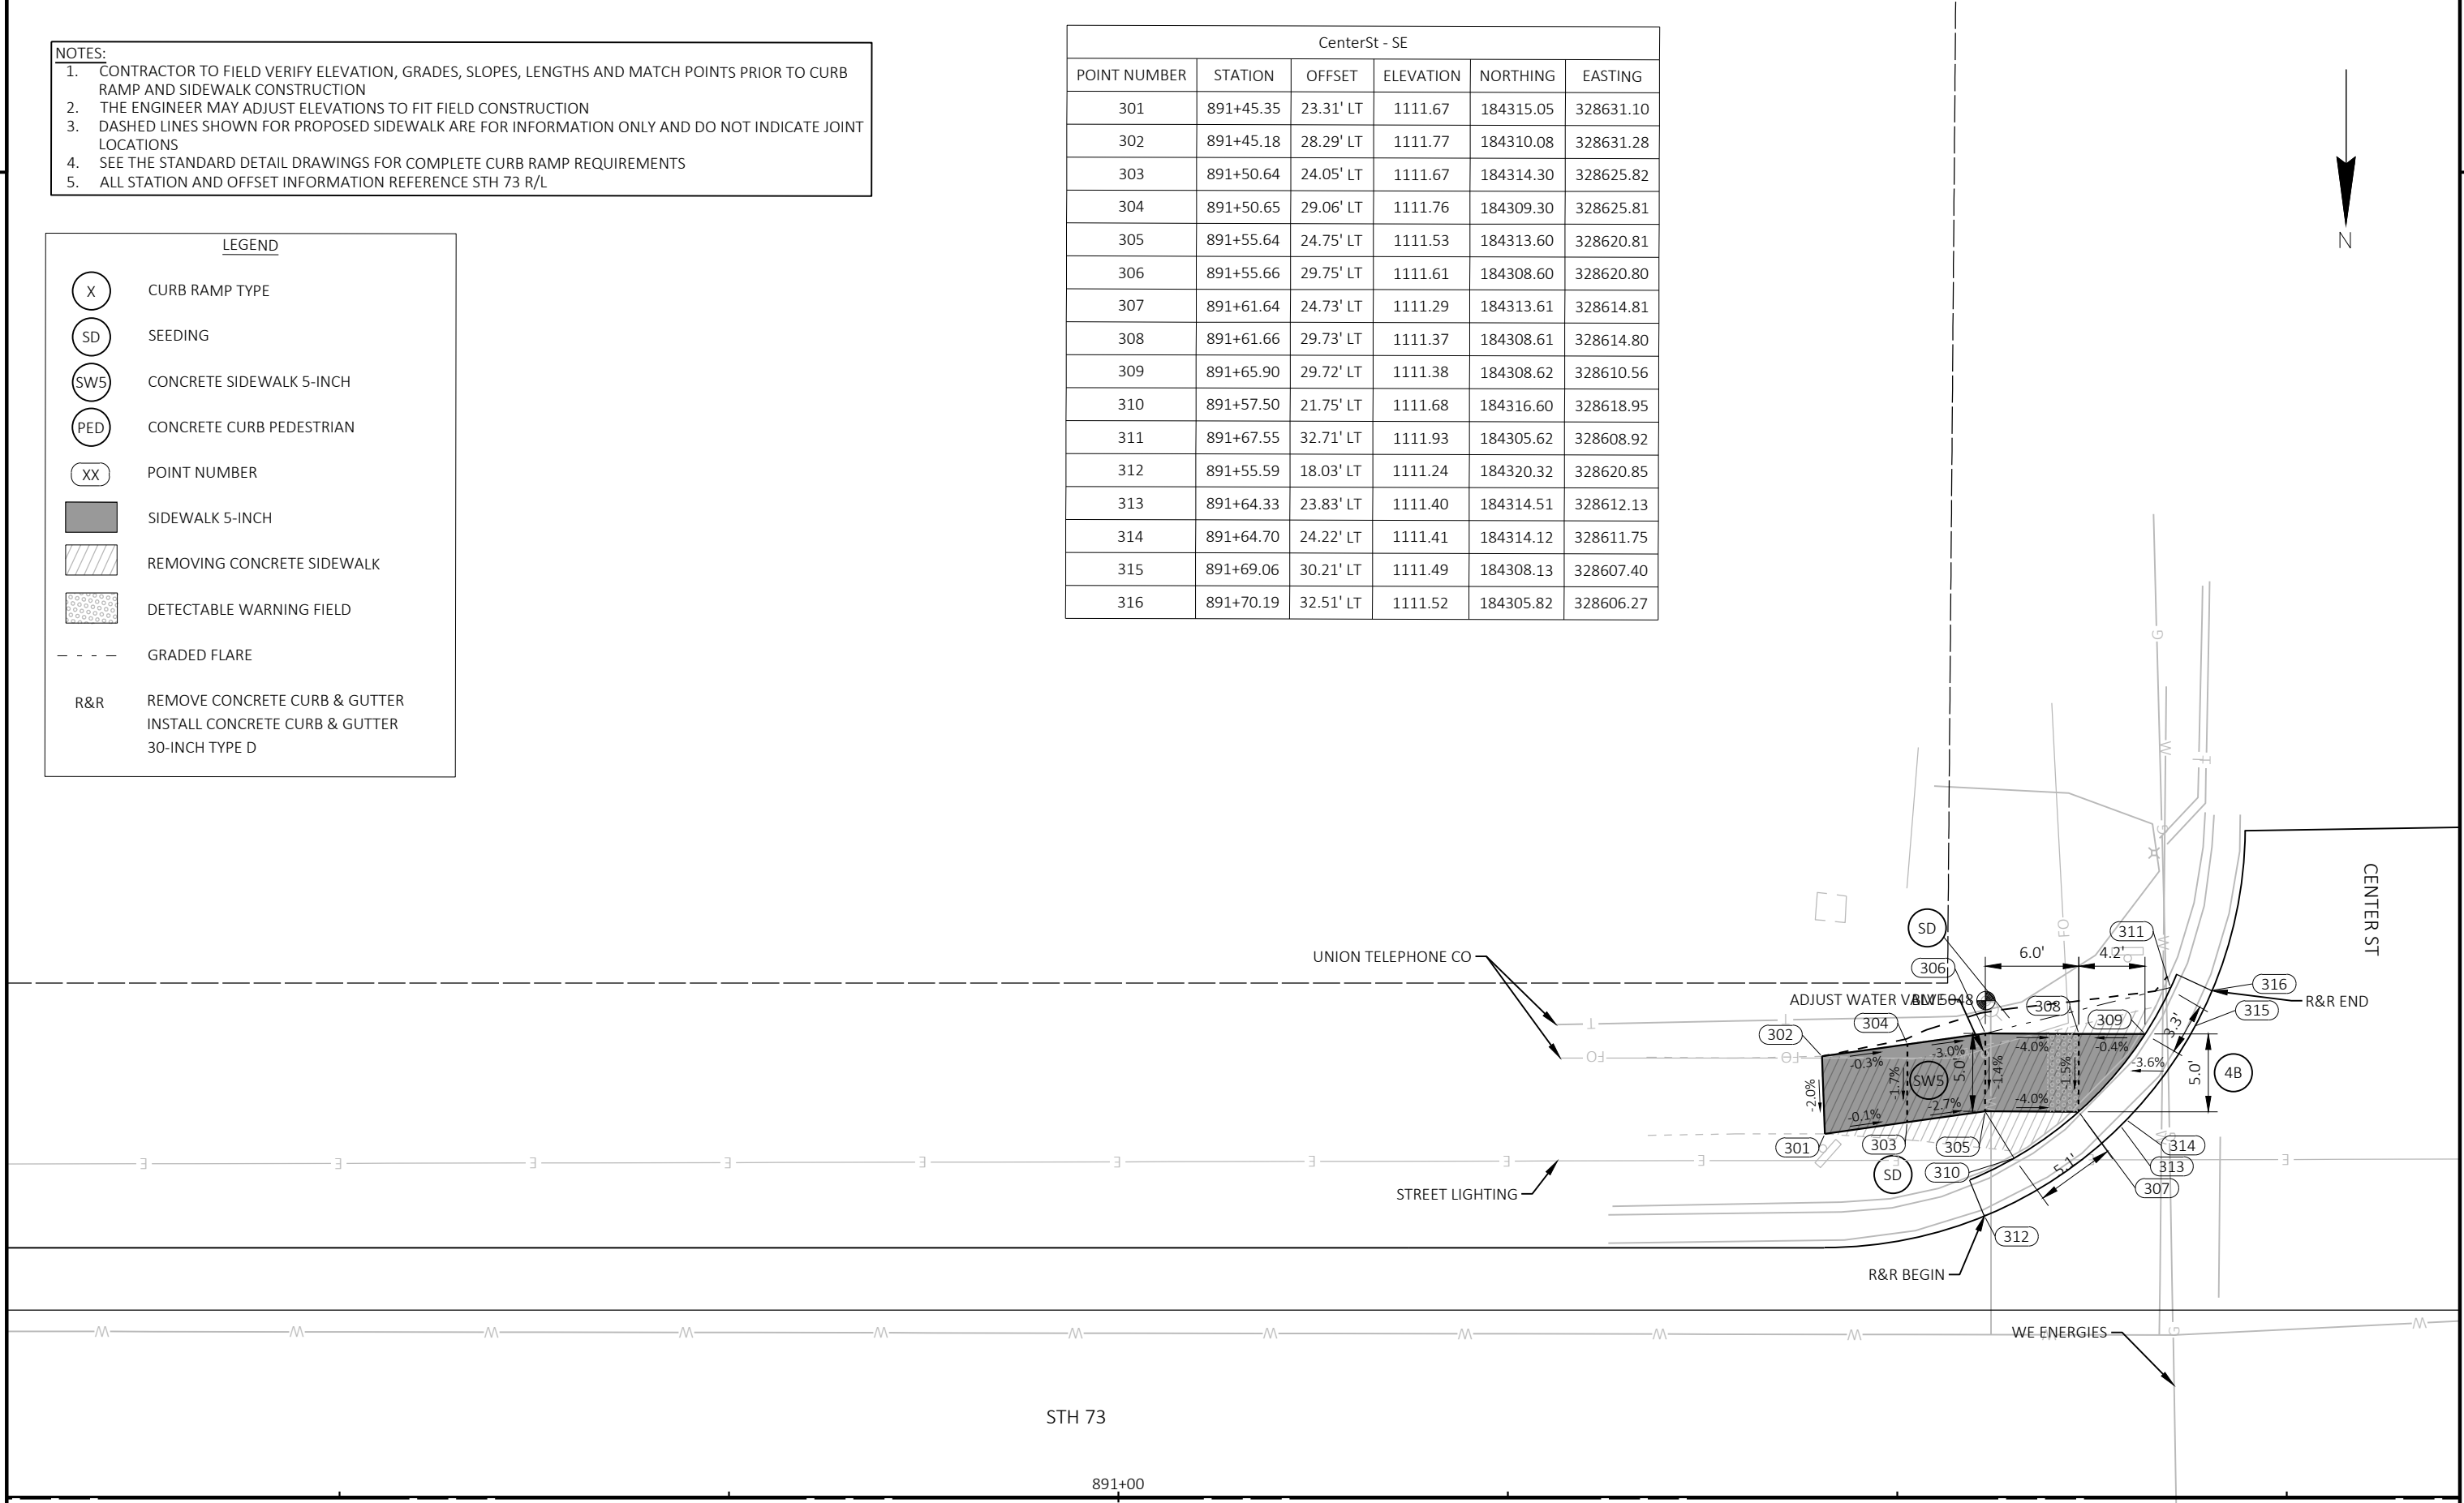 NOTES:
1. CONTRACTOR TO FIELD VERIFY ELEVATION, GRADES, SLOPES, LENGTHS AND MATCH POINTS PRIOR TO CURB
RAMP AND SIDEWALK CONSTRUCTION
2. THE ENGINEER MAY ADJUST ELEVATIONS TO FIT FIELD CONSTRUCTION
3. DASHED LINES SHOWN FOR PROPOSED SIDEWALK ARE FOR INFORMATION ONLY AND DO NOT INDICATE JOINT
LOCATIONS
4. SEE THE STANDARD DETAIL DRAWINGS FOR COMPLETE CURB RAMP REQUIREMENTS
5. ALL STATION AND OFFSET INFORMATION REFERENCE STH 73 R/L
LEGEND
X CURB RAMP TYPE
SD SEEDING
SW5 CONCRETE SIDEWALK 5-INCH
PED CONCRETE CURB PEDESTRIAN
XX POINT NUMBER
SIDEWALK 5-INCH
REMOVING CONCRETE SIDEWALK
DETECTABLE WARNING FIELD
GRADED FLARE
R&R REMOVE CONCRETE CURB & GUTTER
INSTALL CONCRETE CURB & GUTTER
30-INCH TYPE D
CenterSt - SE
POINT NUMBER STATION OFFSET ELEVATION NORTHING EASTING
301 891+45.35 23.31' LT 1111.67 184315.05 328631.10
302 891+45.18 28.29' LT 1111.77 184310.08 328631.28
303 891+50.64 24.05' LT 1111.67 184314.30 328625.82
304 891+50.65 29.06' LT 1111.76 184309.30 328625.81
305 891+55.64 24.75' LT 1111.53 184313.60 328620.81
306 891+55.66 29.75' LT 1111.61 184308.60 328620.80
307 891+61.64 24.73' LT 1111.29 184313.61 328614.81
308 891+61.66 29.73' LT 1111.37 184308.61 328614.80
309 891+65.90 29.72' LT 1111.38 184308.62 328610.56
310 891+57.50 21.75' LT 1111.68 184316.60 328618.95
311 891+67.55 32.71' LT 1111.93 184305.62 328608.92
312 891+55.59 18.03' LT 1111.24 184320.32 328620.85
313 891+64.33 23.83' LT 1111.40 184314.51 328612.13
314 891+64.70 24.22' LT 1111.41 184314.12 328611.75
315 891+69.06 30.21' LT 1111.49 184308.13 328607.40
316 891+70.19 32.51' LT 1111.52 184305.82 328606.27
N
G
W
T
G
CENTER ST
SD
FO
311
W
UNION TELEPHONE CO
6.0'
4.2'
306
316
ADJUST WATER VALVE
R&R END
308
315
T
T
304
309
3.3'
302
FO
FO
-0.3%
-3.0%
-4.0%
-0.4%
-3.6%
4B
-2.0%
-1.7%
SW5
5.0'
-1.4%
-1.5%
5.0'
-0.1%
-2.7%
-4.0%
301
303
305
314
E
E
E
E
E
E
E
E
E
E
E
SD
310
5.1'
313
STREET LIGHTING
307
312
R&R BEGIN
W
W
W
W
W
W
W
W
W
W
W
G
WE ENERGIES
STH 73
891+00